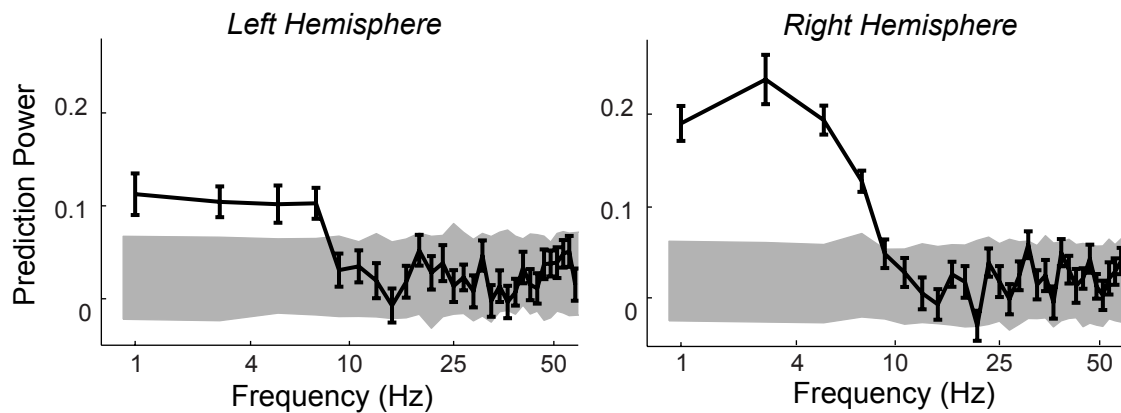 Left Hemisphere
Right Hemisphere
Prediction Power
0.2
0.1
0
1 4 10 25 50
Frequency (Hz)
0.2
0.1
0
1 4 10 25 50
Frequency (Hz)